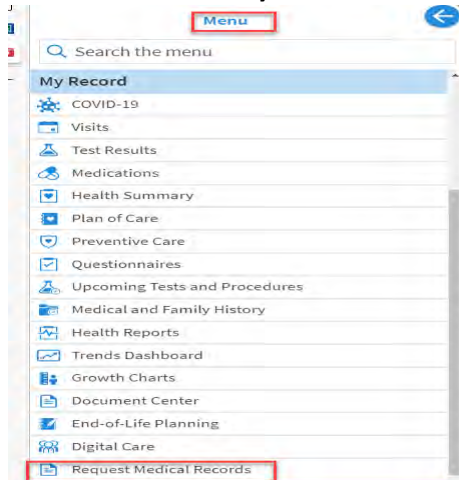 Menu
Search the menu
My Record
COVID-19
Visits
Test Results
Medications
Health Summary
Plan of Care
Preventive Care
Questionnaires
Upcoming Tests and Procedures
Medical and Family History
Health Reports
Trends Dashboard
Growth Charts
Document Center
End-of-Life Planning
Digital Care
Request Medical Records